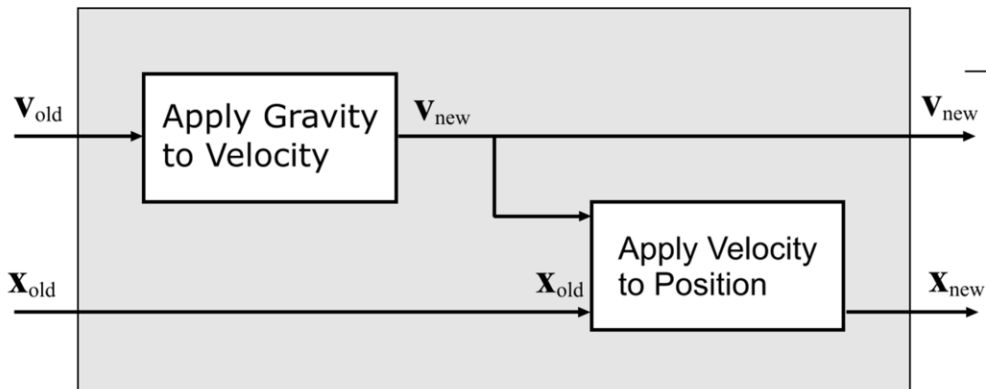 v_old
Apply Gravity
to Velocity
v_new
v_new
x_old
x_old
Apply Velocity
to Position
x_new